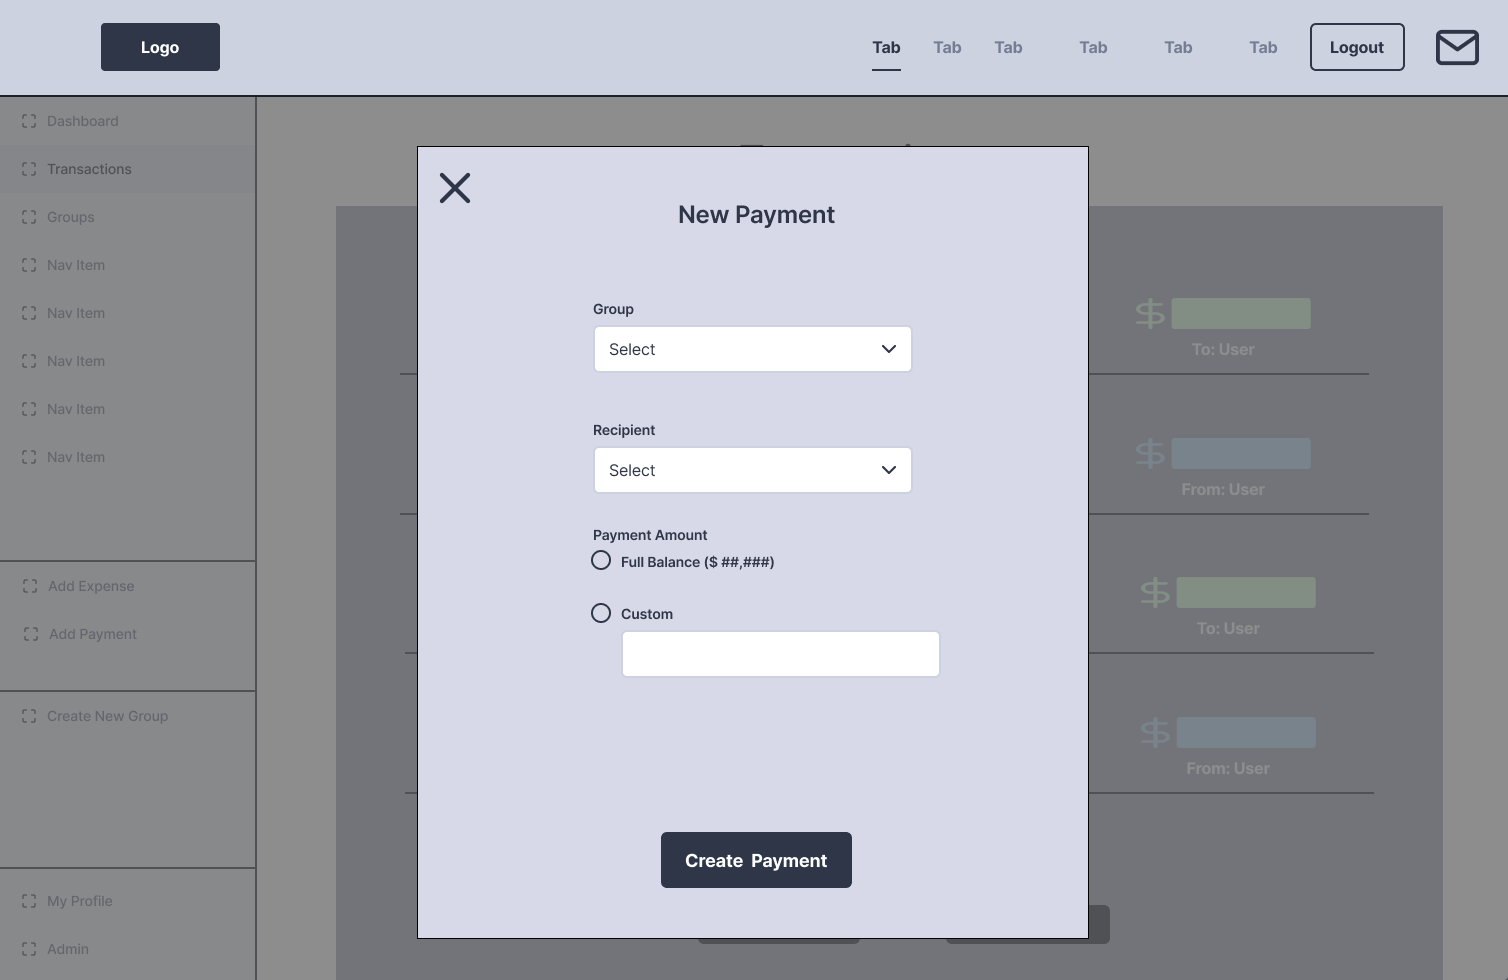 Logo
Tab Tab Tab Tab Tab Tab Logout
Dashboard
Transactions
Groups
Nav Item
Nav Item
Nav Item
Nav Item
Nav Item
Add Expense
Add Payment
Create New Group
My Profile
Admin
New Payment
Group
Select
Recipient
Select
Payment Amount
Full Balance ($ ##,###)
Custom
Create Payment
$
To: User
$
From: User
$
To: User
$
From: User